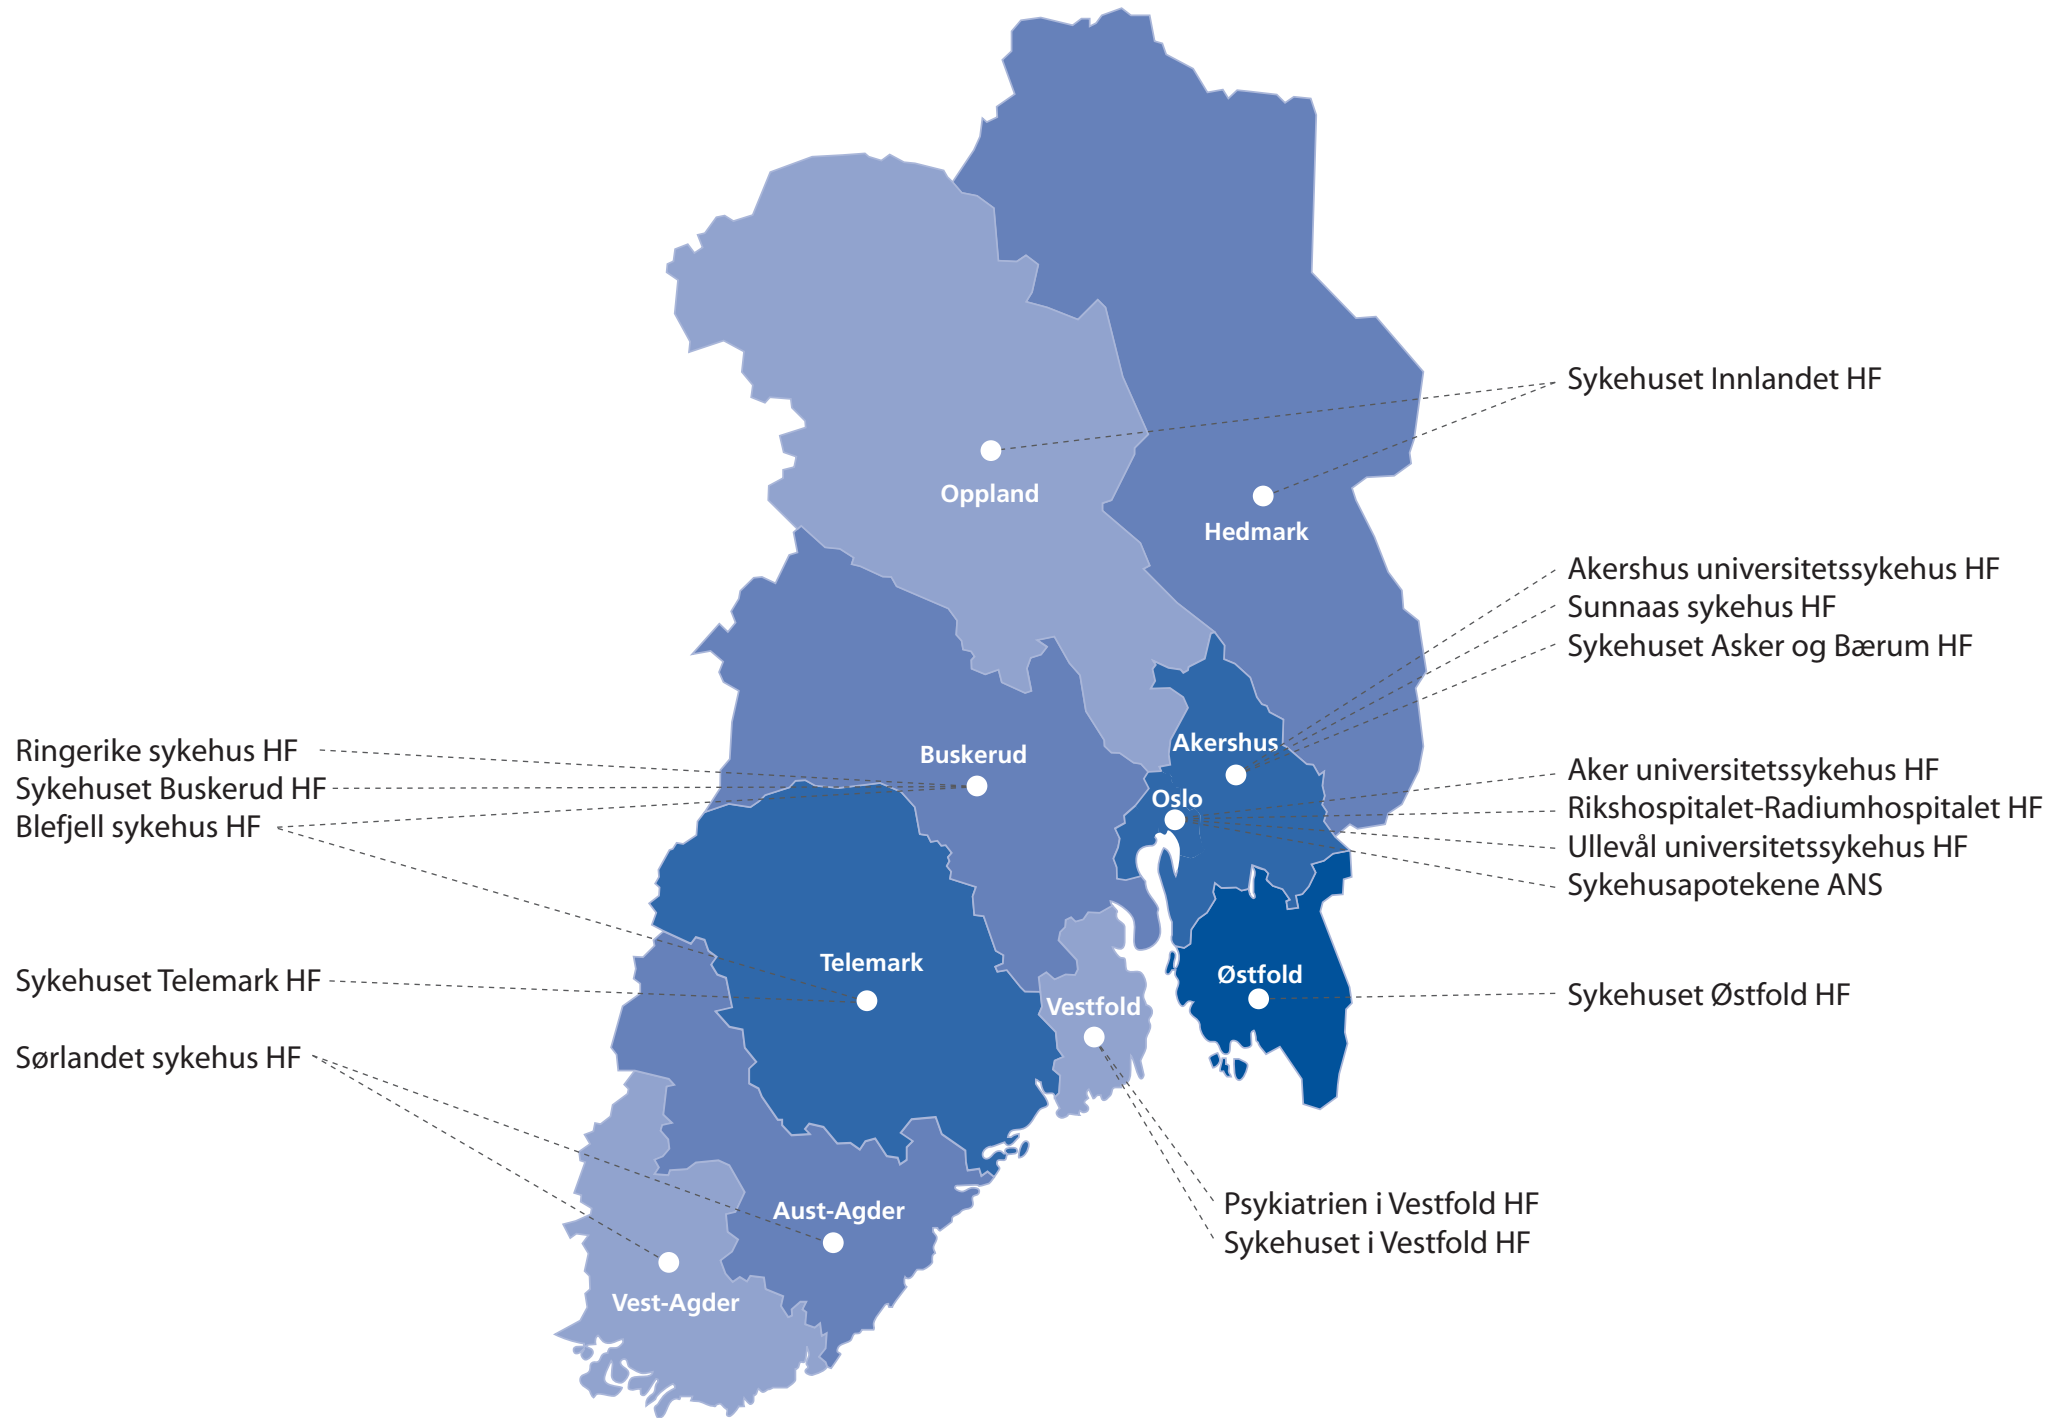 Sykehuset Innlandet HF
Oppland
Hedmark
Akershus universitetssykehus HF
Sunnaas sykehus HF
Sykehuset Asker og Bærum HF
Ringerike sykehus HF
Sykehuset Buskerud HF
Blefjell sykehus HF
Buskerud
Akershus
Oslo
Aker universitetssykehus HF
Rikshospitalet-Radiumhospitalet HF
Ullevål universitetssykehus HF
Sykehusapotekene ANS
Sykehuset Telemark HF
Telemark
Vestfold
Østfold
Sykehuset Østfold HF
Sørlandet sykehus HF
Psykiatrien i Vestfold HF
Sykehuset i Vestfold HF
Aust-Agder
Vest-Agder